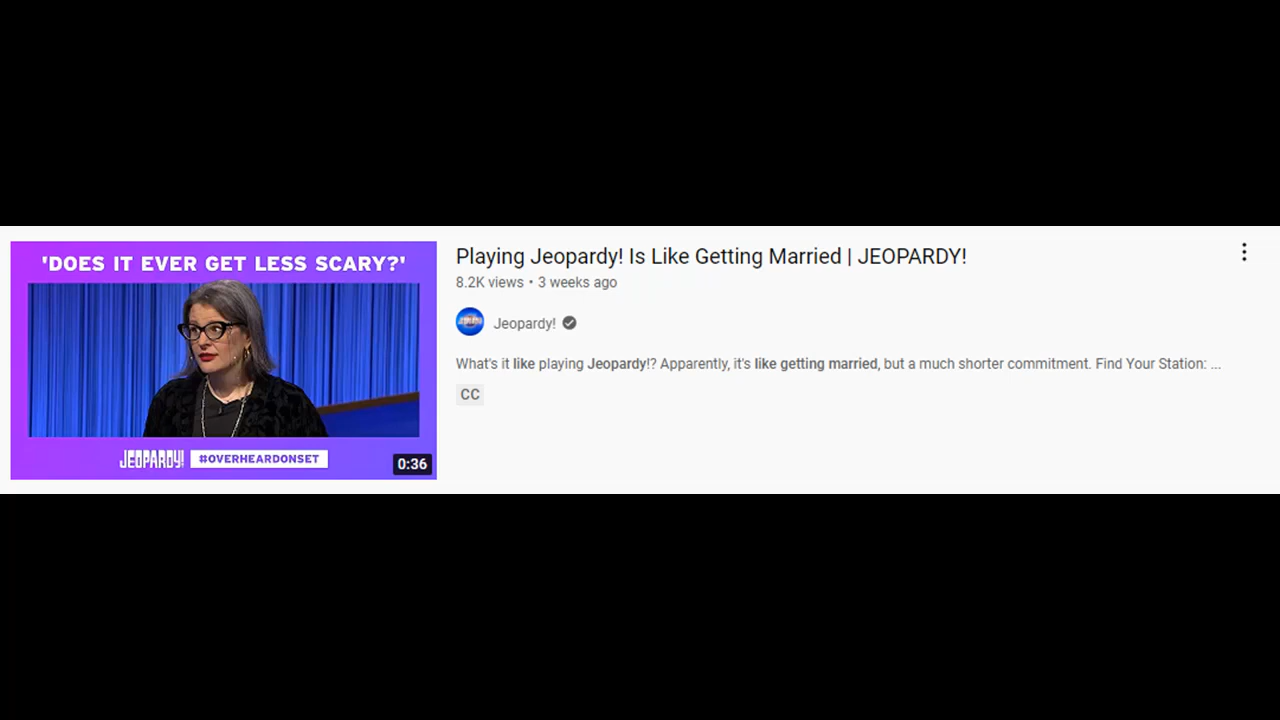 'DOES IT EVER GET LESS SCARY?'
JEOPARDY! #OVERHEARDONSET
0:36
Playing Jeopardy! Is Like Getting Married | JEOPARDY!
8.2K views • 3 weeks ago
Jeopardy!
What's it like playing Jeopardy!? Apparently, it's like getting married, but a much shorter commitment. Find Your Station: ...
CC